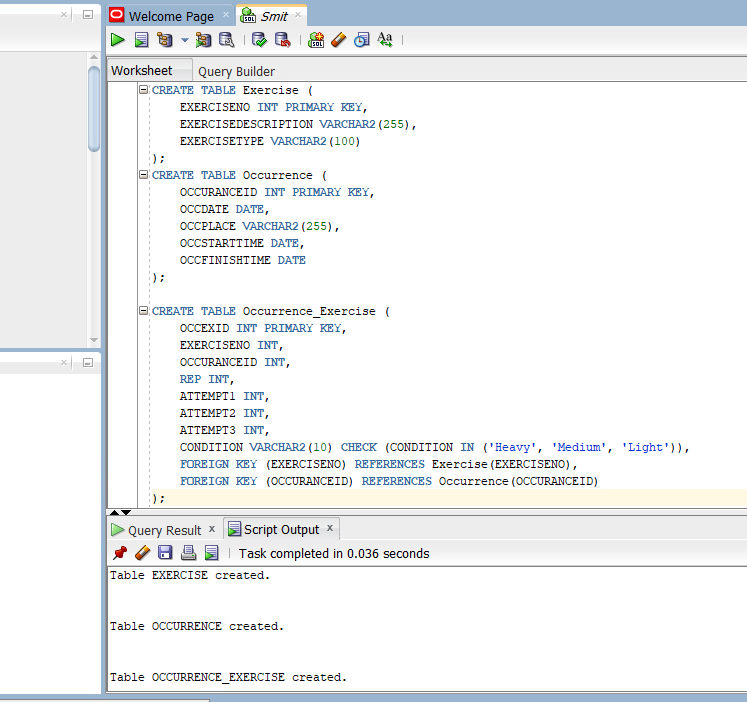 Welcome Page
Smit
Worksheet
Query Builder
CREATE TABLE Exercise (
EXERCISENO INT PRIMARY KEY,
EXERCISEDESCRIPTION VARCHAR2(255),
EXERCISETYPE VARCHAR2(100)
);
CREATE TABLE Occurrence (
OCCURANCEID INT PRIMARY KEY,
OCCDATE DATE,
OCCPLACE VARCHAR2(255),
OCCSTARTTIME DATE,
OCCFINISHTIME DATE
);
CREATE TABLE Occurrence_Exercise (
OCCEXID INT PRIMARY KEY,
EXERCISENO INT,
OCCURANCEID INT,
REP INT,
ATTEMPT1 INT,
ATTEMPT2 INT,
ATTEMPT3 INT,
CONDITION VARCHAR2(10) CHECK (CONDITION IN ('Heavy', 'Medium', 'Light')),
FOREIGN KEY (EXERCISENO) REFERENCES Exercise(EXERCISENO),
FOREIGN KEY (OCCURANCEID) REFERENCES Occurrence(OCCURANCEID)
);
Query Result
Script Output
Task completed in 0.036 seconds
Table EXERCISE created.
Table OCCURRENCE created.
Table OCCURRENCE_EXERCISE created.